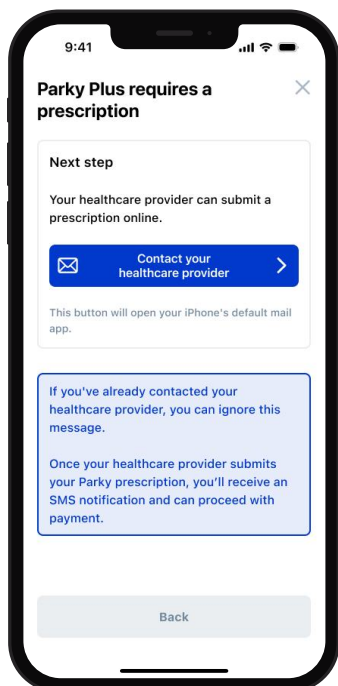 9:41
Parky Plus requires a
prescription
Next step
Your healthcare provider can submit a
prescription online.
Contact your
healthcare provider
This button will open your iPhone's default mail
app.
If you've already contacted your
healthcare provider, you can ignore this
message.
Once your healthcare provider submits
your Parky prescription, you’ll receive an
SMS notification and can proceed with
payment.
Back